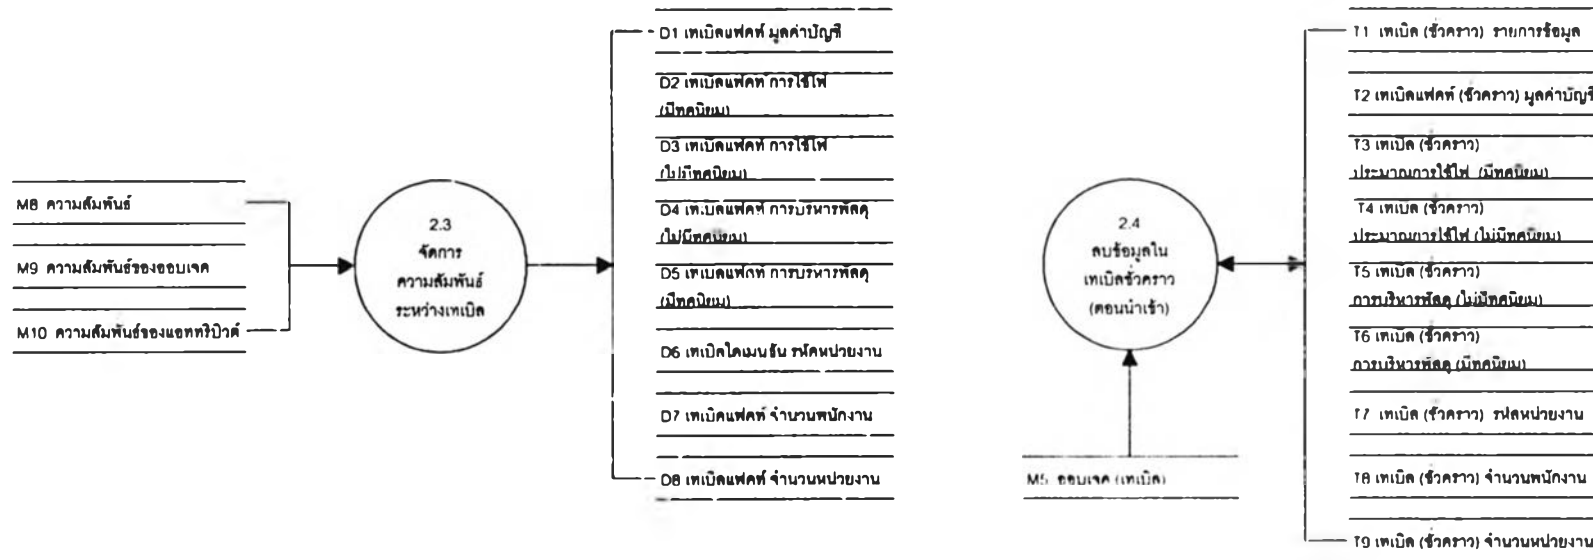 M8 ความสัมพันธ์
M9 ความสัมพันธ์ของออบเจค
M10 ความสัมพันธ์ของแอททริบิวต์
2.3
จัดการ
ความสัมพันธ์
ระหว่างเทเบิล
D1 เทเบิลแฟคท์ มูลค่าบัญชี
D2 เทเบิลแฟคท์ การใช้ไฟ
(มีทศนิยม)
D3 เทเบิลแฟคท์ การใช้ไฟ
(ไม่มีทศนิยม)
D4 เทเบิลแฟคท์ การบริหารพัสดุ
(ไม่มีทศนิยม)
D5 เทเบิลแฟคท์ การบริหารพัสดุ
(มีทศนิยม)
D6 เทเบิลไดเมนชัน รหัสหน่วยงาน
D7 เทเบิลแฟคท์ จำนวนพนักงาน
D8 เทเบิลแฟคท์ จำนวนหน่วยงาน
2.4
ลบข้อมูลใน
เทเบิลชั่วคราว
(ตอนนำเข้า)
M5 ออบเจค (เทเบิล)
T1 เทเบิล (ชั่วคราว) รายการข้อมูล
T2 เทเบิลแฟคท์ (ชั่วคราว) มูลค่าบัญชี
T3 เทเบิล (ชั่วคราว)
ประมาณการใช้ไฟ (มีทศนิยม)
T4 เทเบิล (ชั่วคราว)
ประมาณการใช้ไฟ (ไม่มีทศนิยม)
T5 เทเบิล (ชั่วคราว)
การบริหารพัสดุ (ไม่มีทศนิยม)
T6 เทเบิล (ชั่วคราว)
การบริหารพัสดุ (มีทศนิยม)
T7 เทเบิล (ชั่วคราว) รหัสหน่วยงาน
T8 เทเบิล (ชั่วคราว) จำนวนพนักงาน
T9 เทเบิล (ชั่วคราว) จำนวนหน่วยงาน